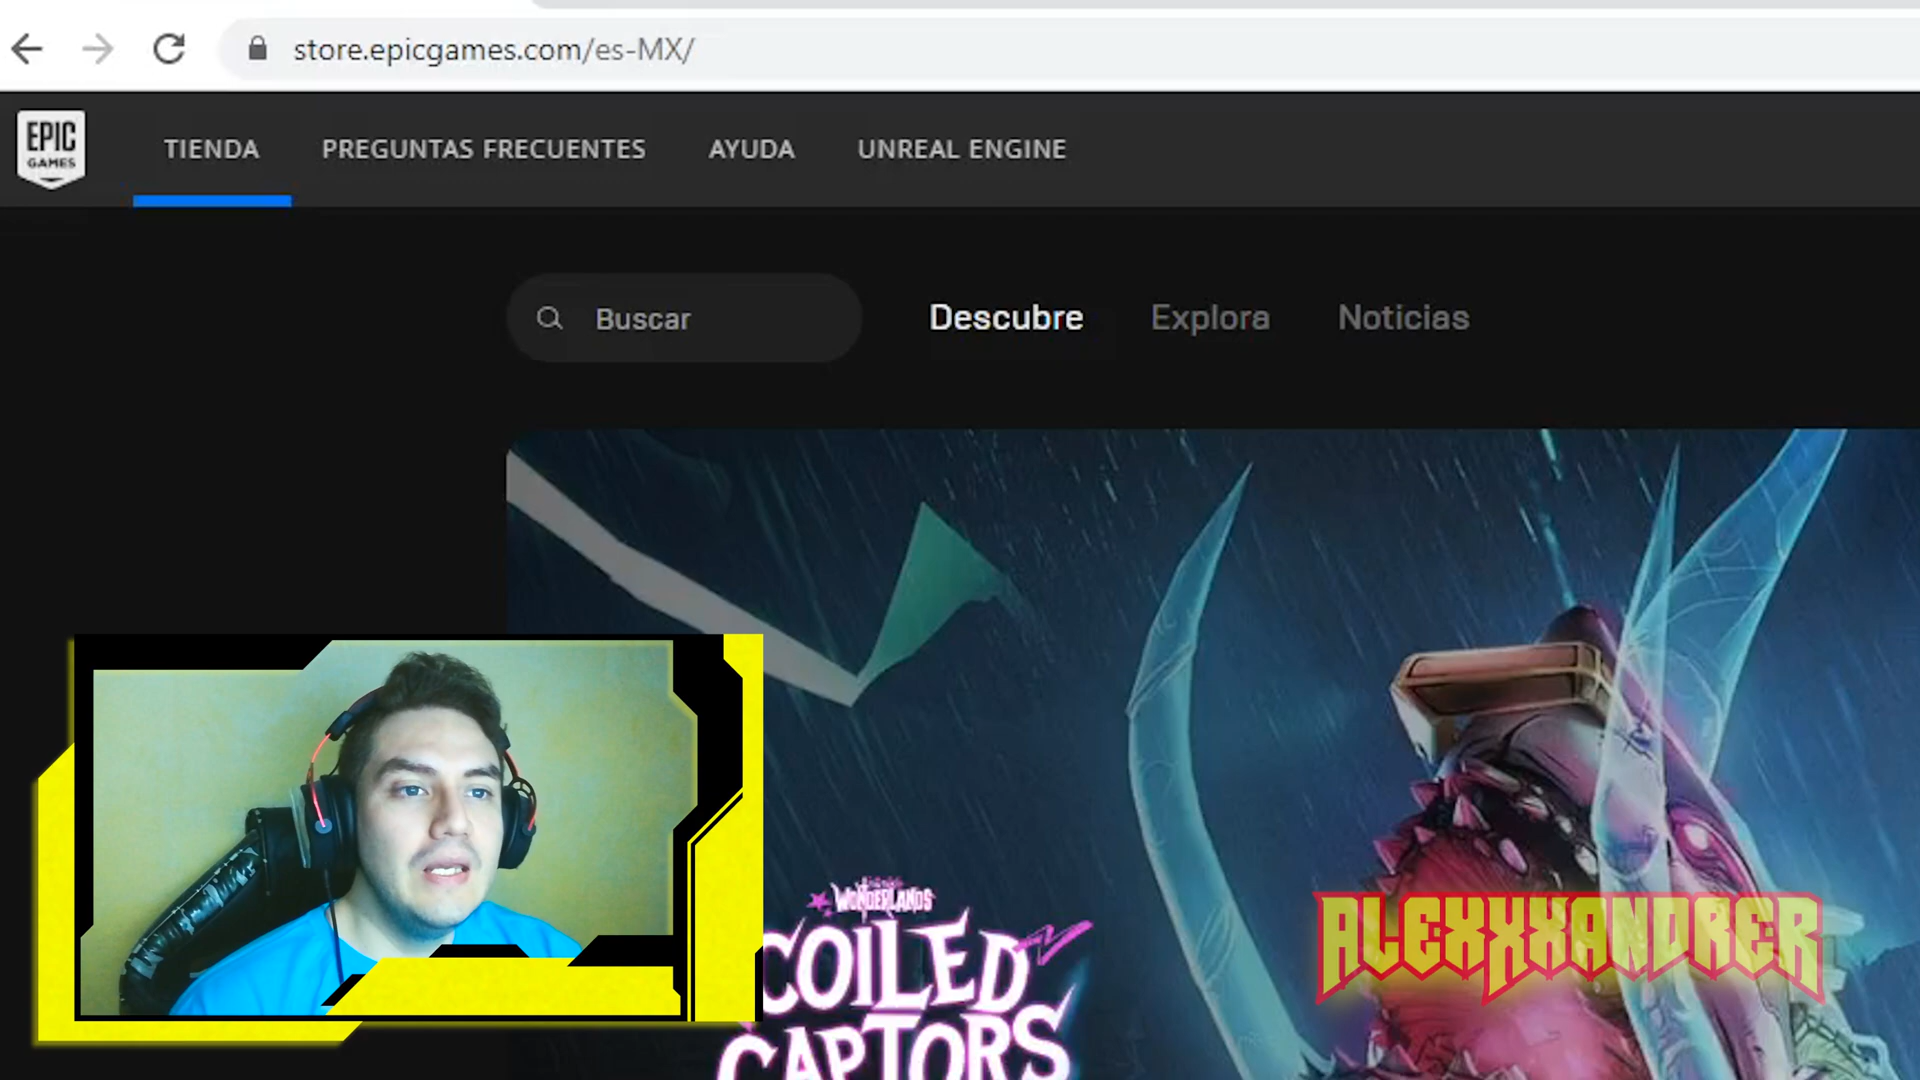 store.epicgames.com/es-MX/
EPIC
GAMES
TIENDA
PREGUNTAS FRECUENTES
AYUDA
UNREAL ENGINE
Buscar
Descubre
Explora
Noticias
WONDERLANDS
COILED
CAPTORS
ALEXXXANDRER